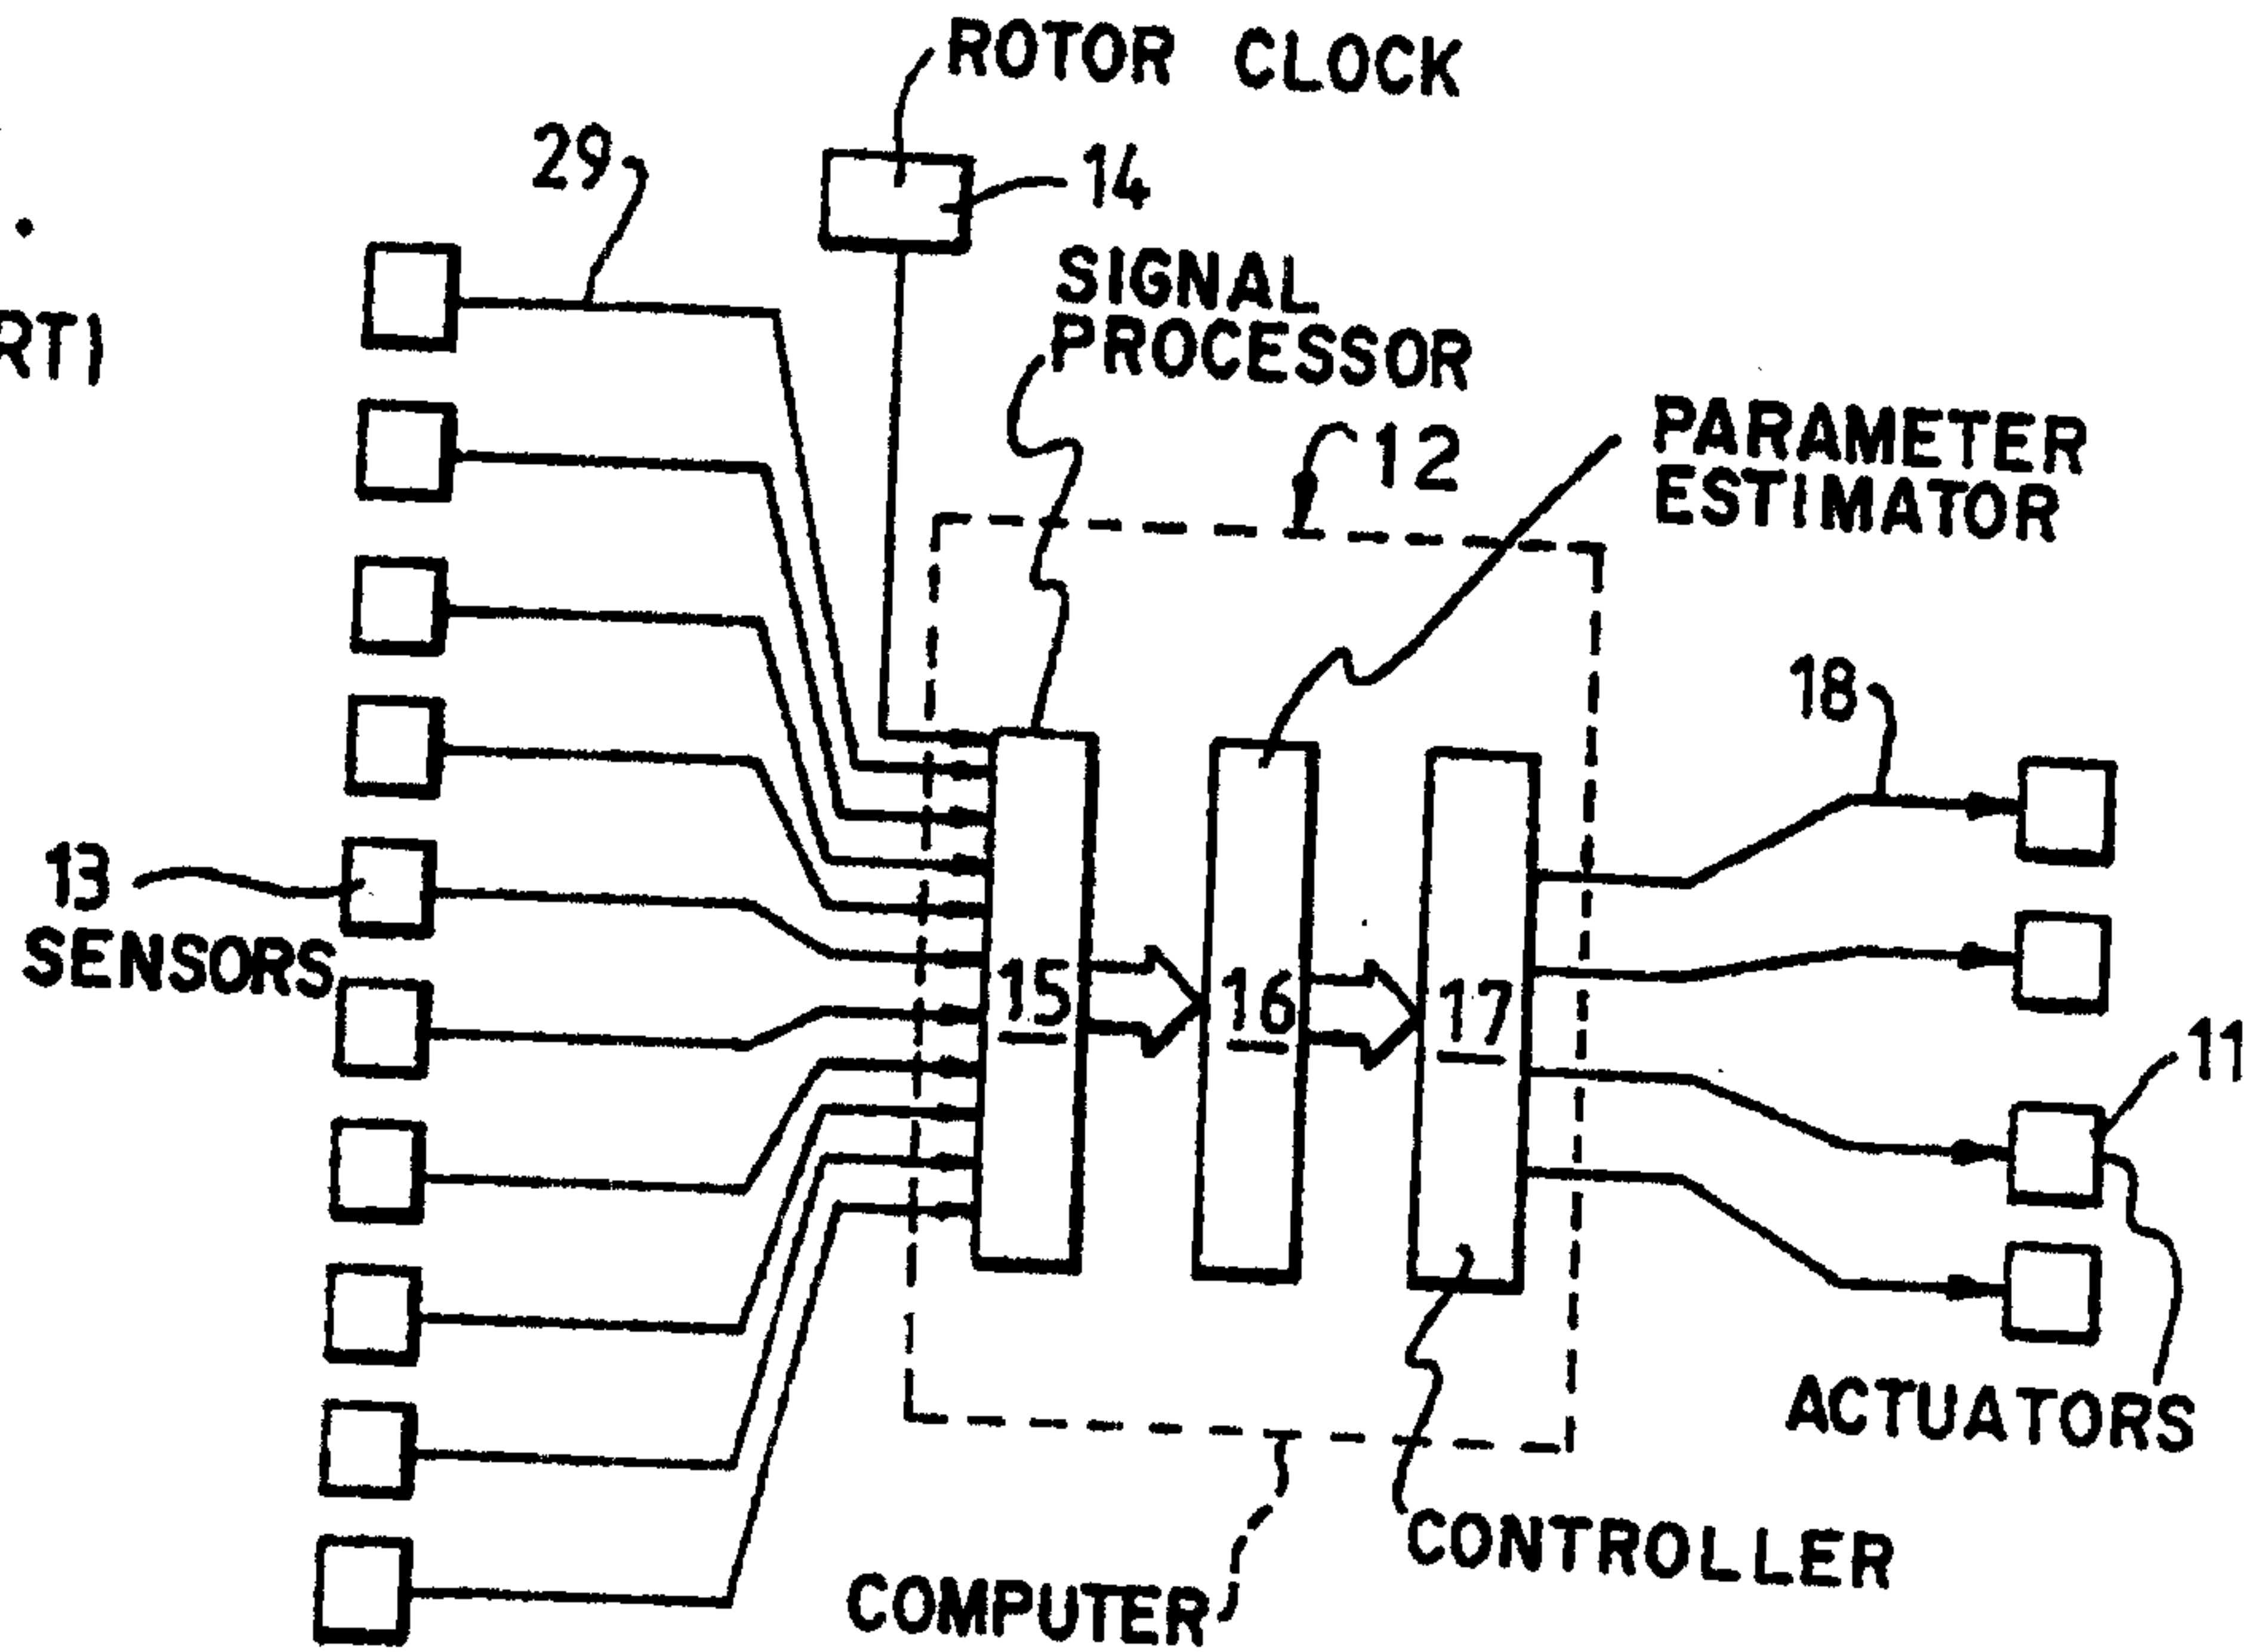 ROTOR CLOCK
29
14
.
SIGNAL
PROCESSOR
RT)
12
PARAMETER
ESTIMATOR
18
13
SENSORS
15
16
17
11
ACTUATORS
CONTROLLER
COMPUTER